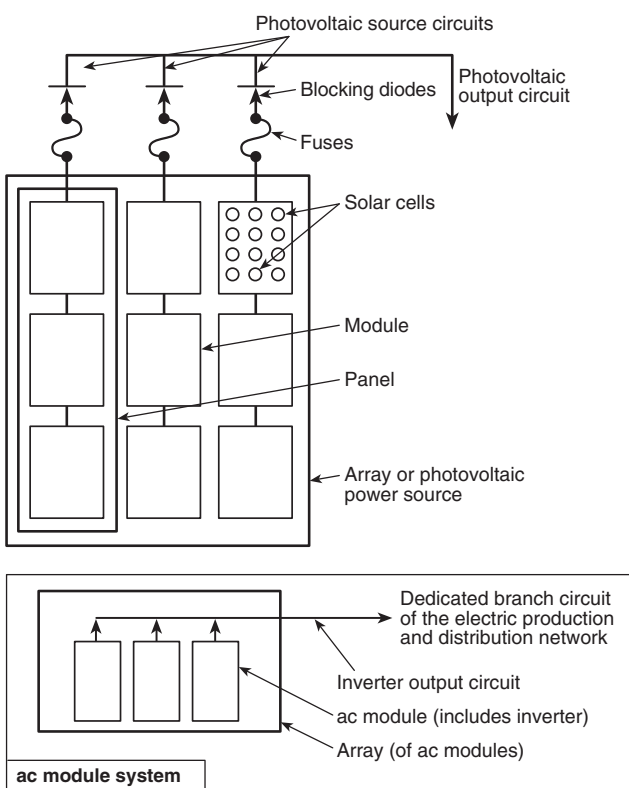 Photovoltaic source circuits
Photovoltaic
output circuit
Blocking diodes
Fuses
Solar cells
Module
Panel
Array or photovoltaic
power source
Dedicated branch circuit
of the electric production
and distribution network
Inverter output circuit
ac module (includes inverter)
Array (of ac modules)
ac module system